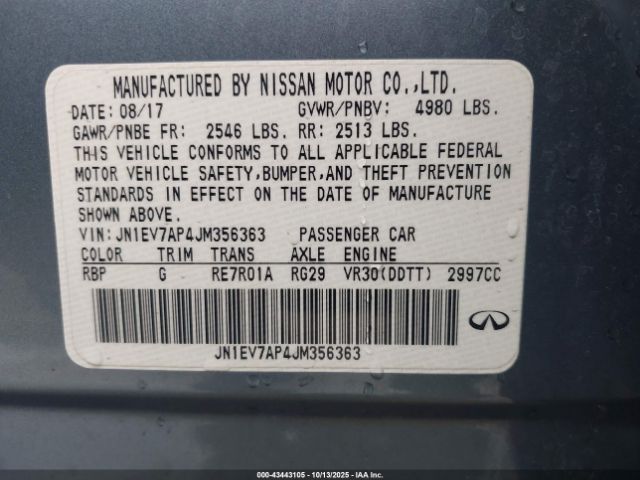 MANUFACTURED BY NISSAN MOTOR CO.,LTD.
DATE: 08/17 GVWR/PNBV: 4980 LBS.
GAWR/PNBE FR: 2546 LBS. RR: 2513 LBS.
THIS VEHICLE CONFORMS TO ALL APPLICABLE FEDERAL
MOTOR VEHICLE SAFETY,BUMPER,AND THEFT PREVENTION
STANDARDS IN EFFECT ON THE DATE OF MANUFACTURE
SHOWN ABOVE.
VIN: JN1EV7AP4JM356363 PASSENGER CAR
COLOR TRIM TRANS AXLE ENGINE
RBP G RE7R01A RG29 VR30(DDTT) 2997CC
JN1EV7AP4JM356363
000-43443105 - 10/13/2025 - IAA, Inc.